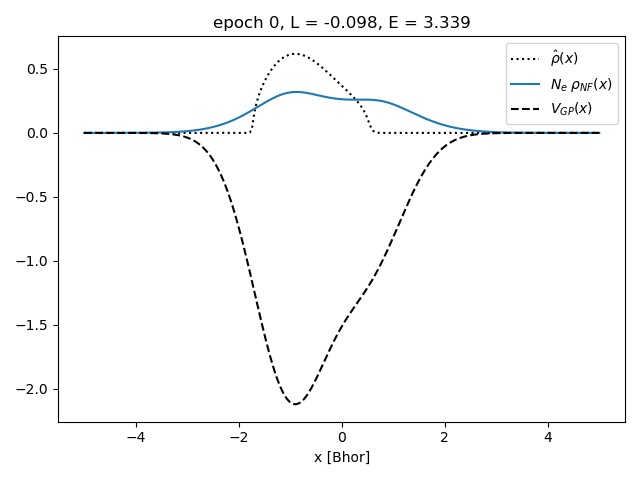 epoch 0, L = -0.098, E = 3.339
ρ̂(x)
Nₑ ρ_NF(x)
V_GP(x)
0.5
0.0
−0.5
−1.0
−1.5
−2.0
−4 −2 0 2 4
x [Bhor]